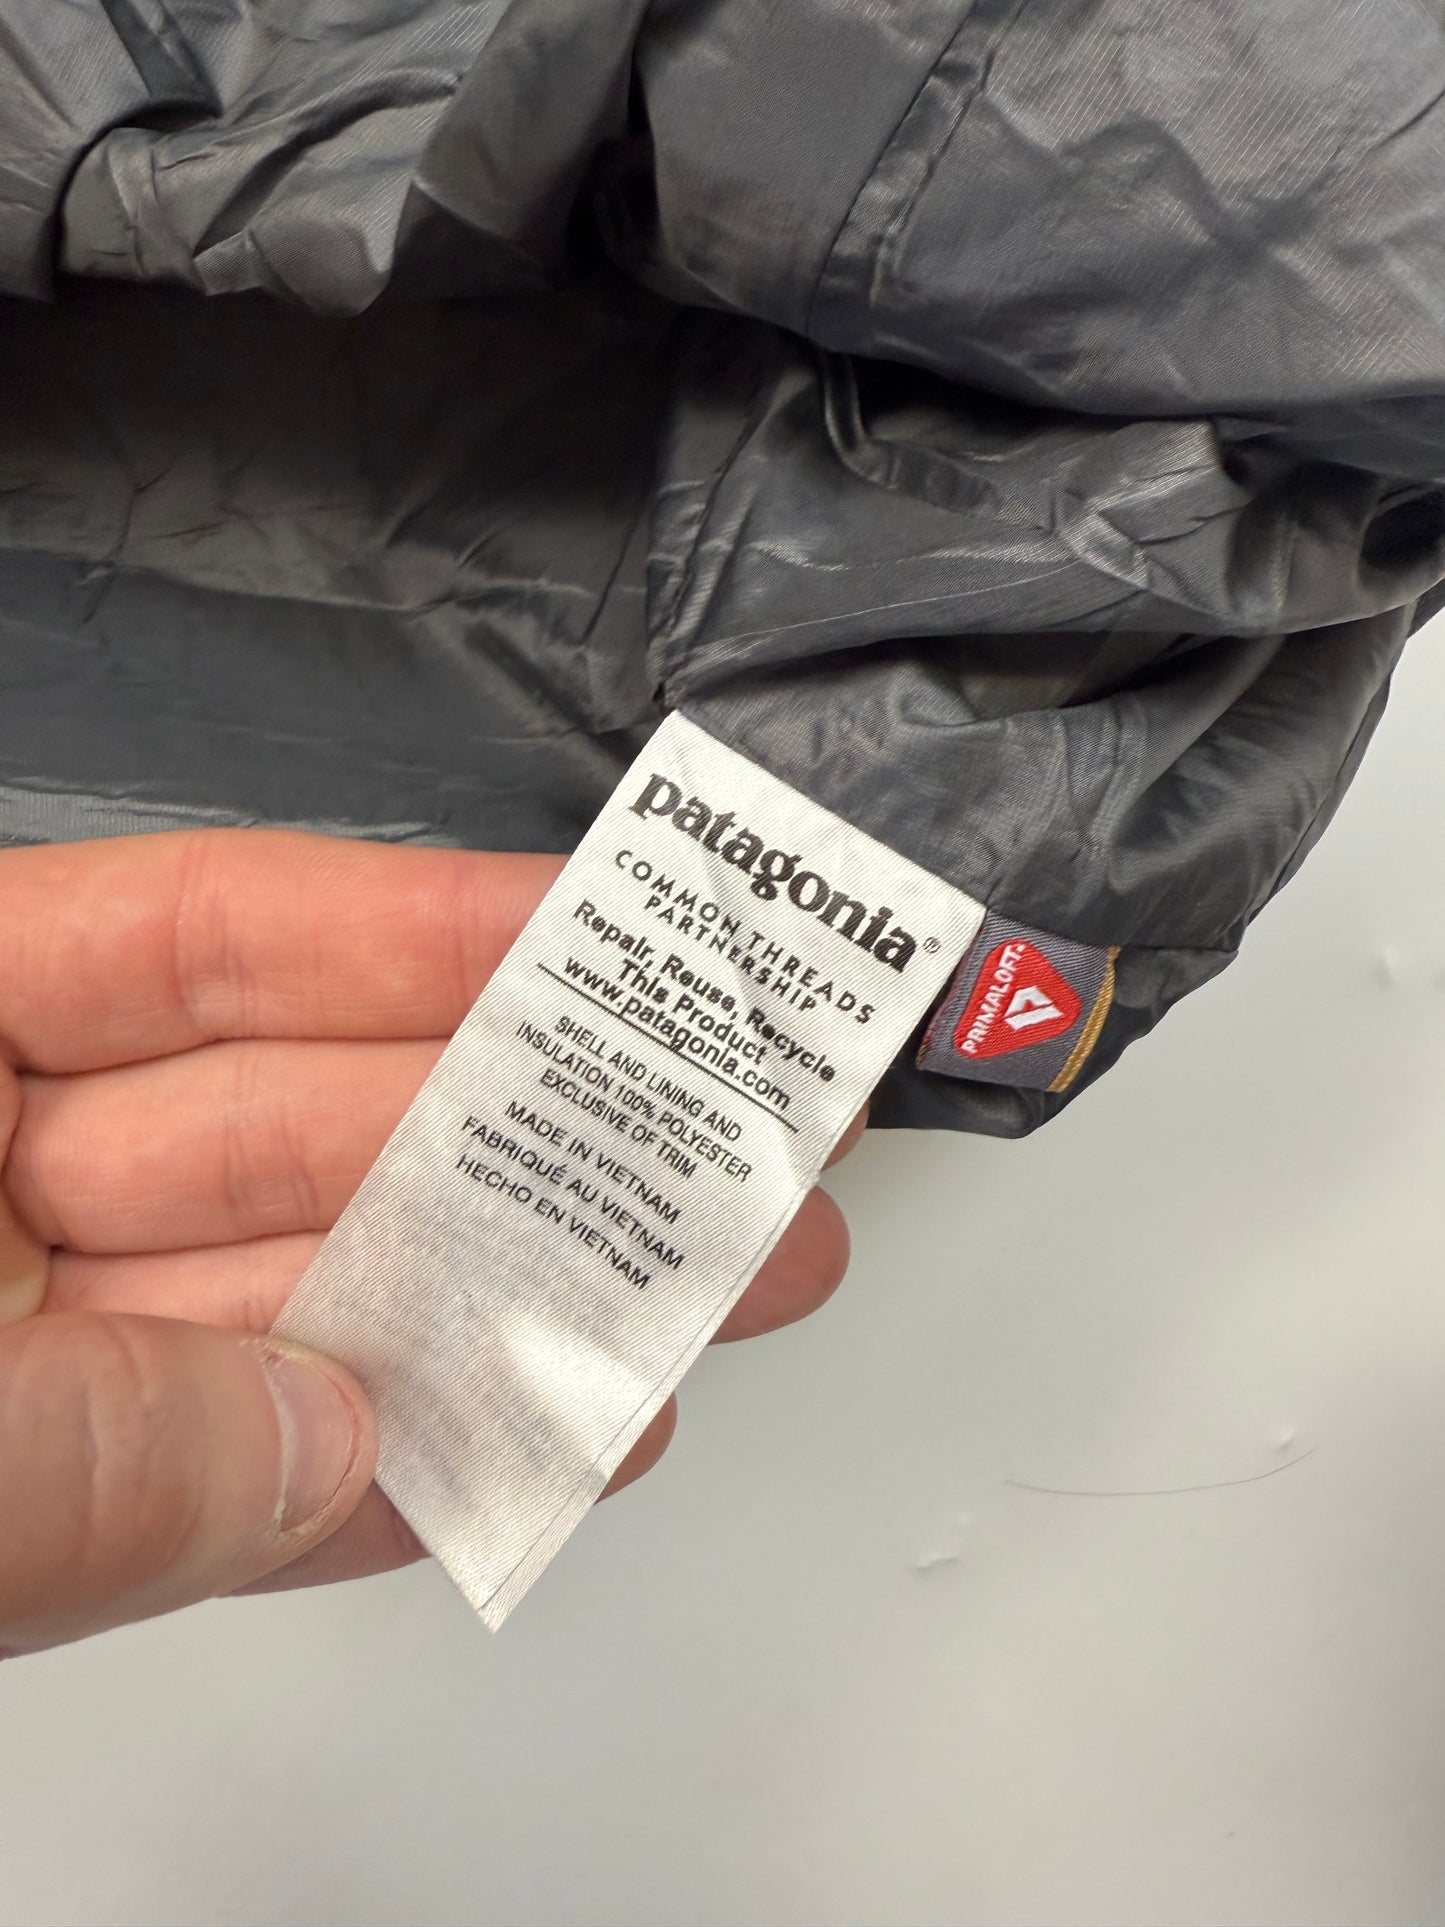 patagonia®
COMMON THREADS
PARTNERSHIP
Repair, Reuse, Recycle
This Product
www.patagonia.com
SHELL AND LINING AND
INSULATION 100% POLYESTER
EXCLUSIVE OF TRIM
MADE IN VIETNAM
FABRIQUÉ AU VIETNAM
HECHO EN VIETNAM
PRIMALOFT